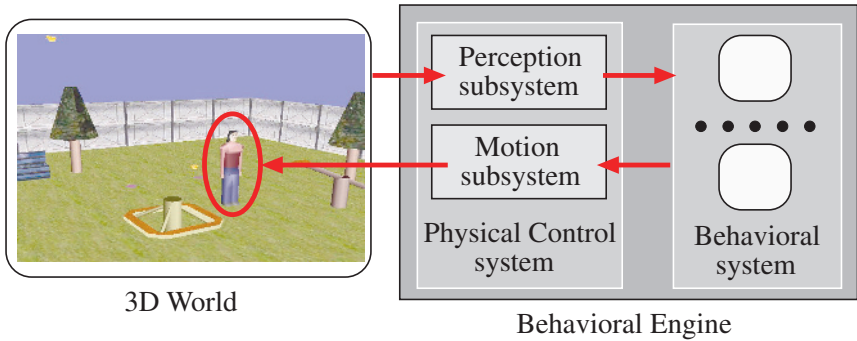 Perception
subsystem
Motion
subsystem
Physical Control
system
Behavioral
system
3D World
Behavioral Engine